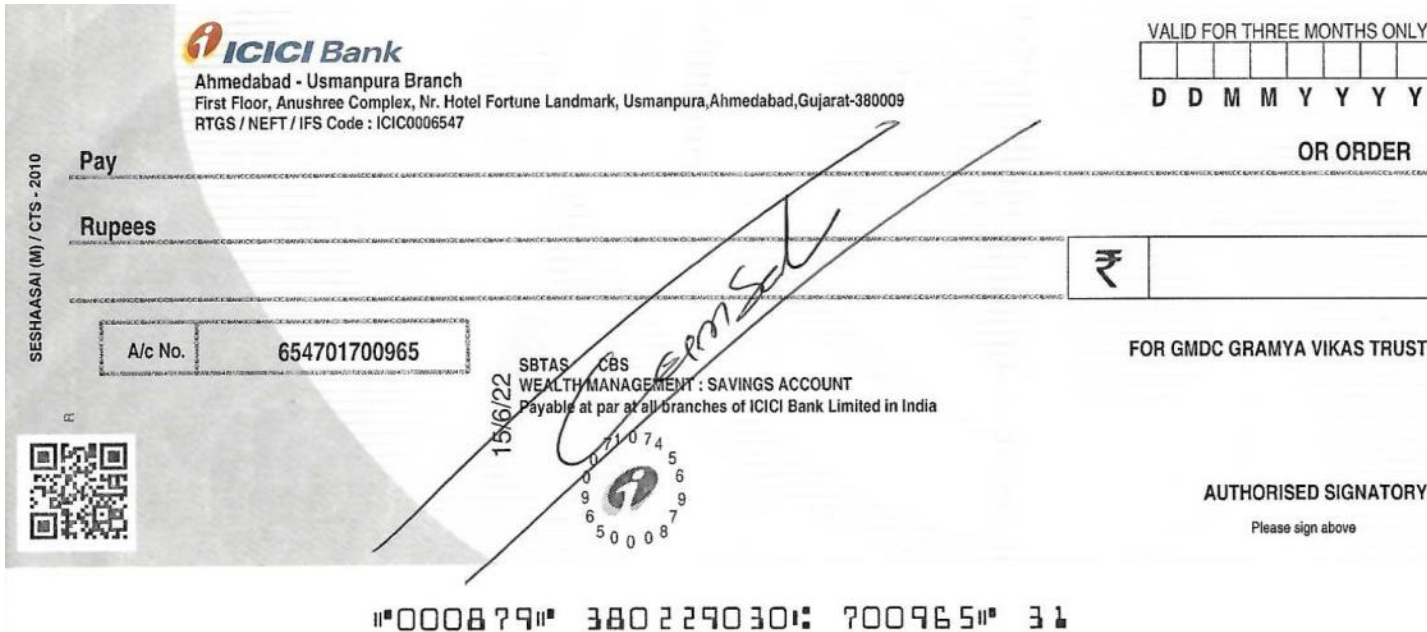 ICICI Bank
Ahmedabad - Usmanpura Branch
First Floor, Anushree Complex, Nr. Hotel Fortune Landmark, Usmanpura,Ahmedabad,Gujarat-380009
RTGS / NEFT / IFS Code : ICIC0006547
VALID FOR THREE MONTHS ONLY
D D M M Y Y Y Y
Pay
OR ORDER
Rupees
₹
A/c No. 654701700965
SBTAS CBS
WEALTH MANAGEMENT : SAVINGS ACCOUNT
Payable at par at all branches of ICICI Bank Limited in India
15/6/22
FOR GMDC GRAMYA VIKAS TRUST
AUTHORISED SIGNATORY
Please sign above
SESHAASAI (MI) / CTS - 2010
⑈000879⑈ 380229030⑆ 700965⑈ 31